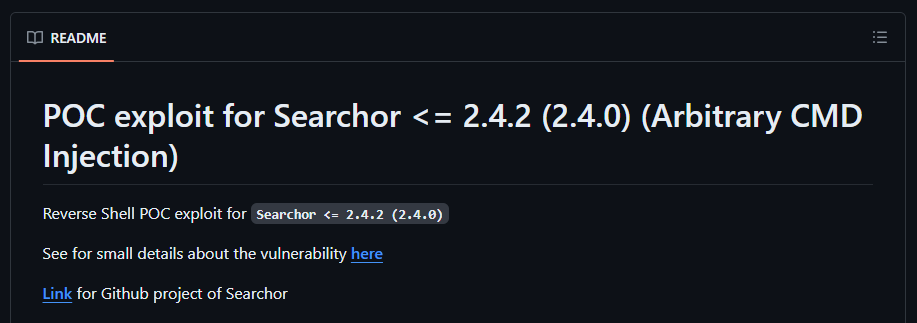 README
POC exploit for Searchor <= 2.4.2 (2.4.0) (Arbitrary CMD
Injection)
Reverse Shell POC exploit for Searchor <= 2.4.2 (2.4.0)
See for small details about the vulnerability here
Link for Github project of Searchor